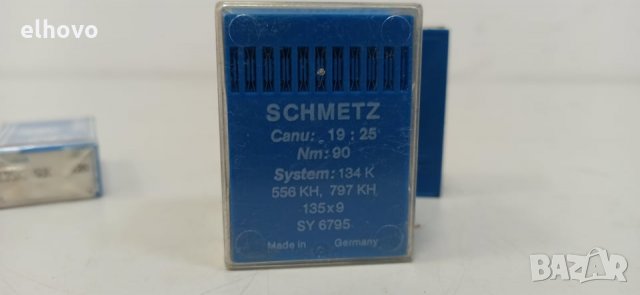 elhovo
SCHMETZ
Canu: 19 : 25
Nm: 90
System: 134 K
556 KH, 797 KH,
135x9
SY 6795
Made in Germany
BAZAR